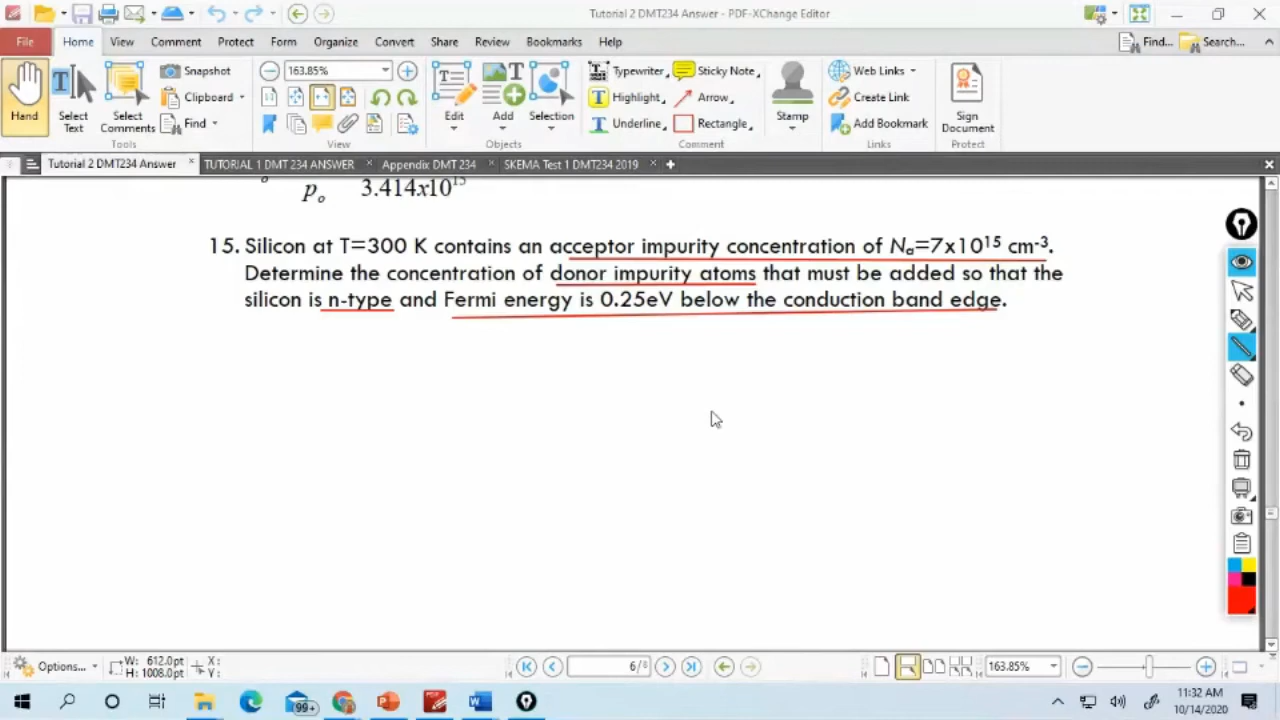 Tutorial 2 DMT234 Answer - PDF-XChange Editor
File Home View Comment Protect Form Organize Convert Share Review Bookmarks Help Find... Search...
Hand
Select Text
Select Comments
Snapshot
Clipboard
Find
Tools
163.85%
View
Edit
Add
Selection
Objects
Typewriter
Highlight
Underline
Sticky Note
Arrow
Rectangle
Comment
Stamp
Web Links
Create Link
Add Bookmark
Links
Sign Document
Protect
Tutorial 2 DMT234 Answer × TUTORIAL 1 DMT 234 ANSWER × Appendix DMT 234 × SKEMA Test 1 DMT234 2019 ×
o pₒ 3.414x10¹⁵
15. Silicon at T=300 K contains an acceptor impurity concentration of Nₐ=7x10¹⁵ cm⁻³.
Determine the concentration of donor impurity atoms that must be added so that the
silicon is n-type and Fermi energy is 0.25eV below the conduction band edge.
Options...
W: 612.0pt X:
H: 1008.0pt Y:
163.85%
99+
11:32 AM
10/14/2020